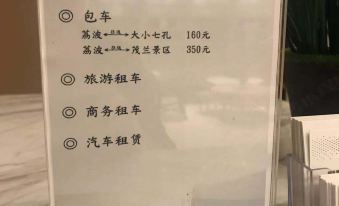 ◎ 包车
荔波⟷大小七孔 160元
荔波⟷茂兰景区 350元
◎ 旅游租车
◎ 商务租车
◎ 汽车租赁